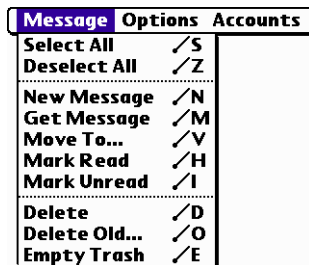 Message Options Accounts
Select All /S
Deselect All /Z
New Message /N
Get Message /M
Move To... /V
Mark Read /H
Mark Unread /I
Delete /D
Delete Old... /O
Empty Trash /E